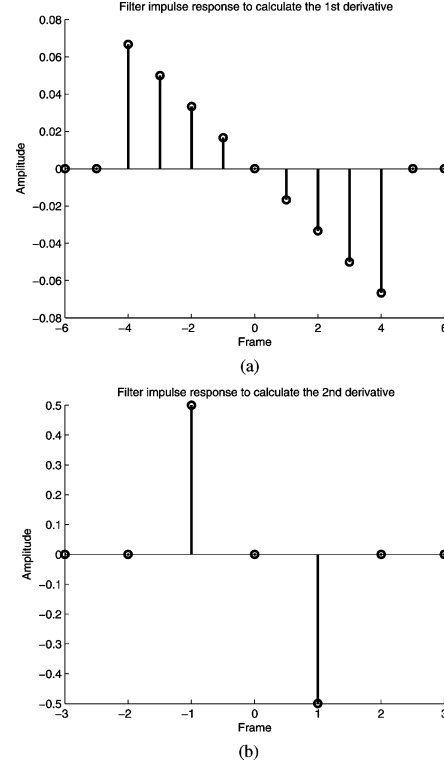 Filter impulse response to calculate the 1st derivative
0.08
0.06
0.04
0.02
0
−0.02
−0.04
−0.06
−0.08
Amplitude
−6 −4 −2 0 2 4 6
Frame
(a)
Filter impulse response to calculate the 2nd derivative
0.5
0.4
0.3
0.2
0.1
0
−0.1
−0.2
−0.3
−0.4
−0.5
Amplitude
−3 −2 −1 0 1 2 3
Frame
(b)